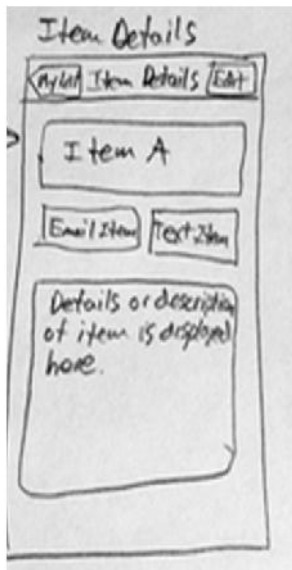 Item Details
My List Item Details Edit
Item A
Email Item Text Item
Details or description
of item is displayed
here.